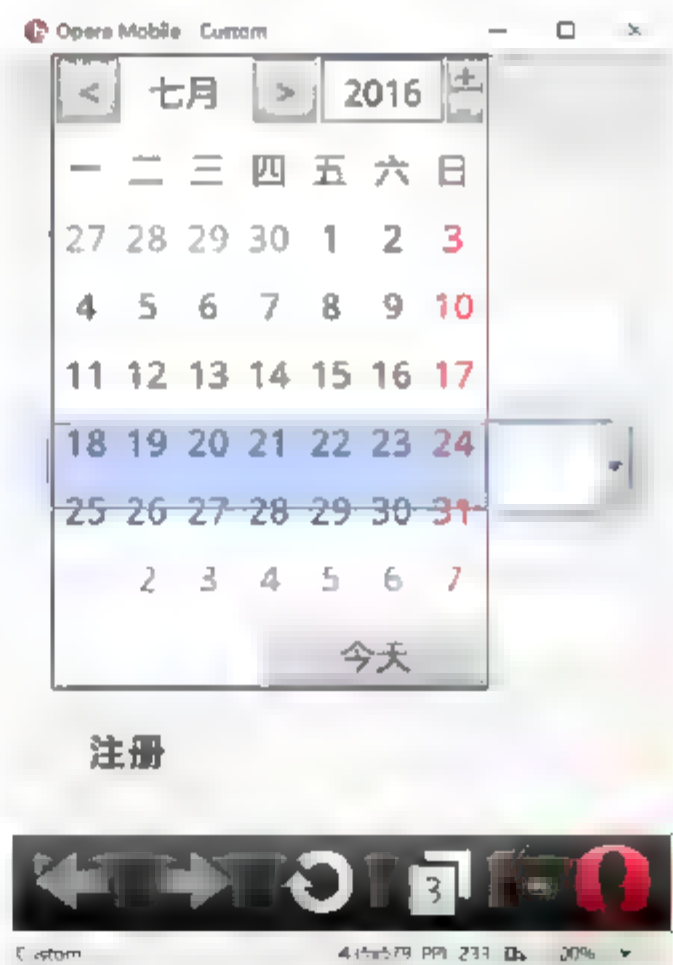 Opera Mobile Custom
< 七月 > 2016 +
一 二 三 四 五 六 日
27 28 29 30 1 2 3
4 5 6 7 8 9 10
11 12 13 14 15 16 17
18 19 20 21 22 23 24
25 26 27 28 29 30 31
2 3 4 5 6 7
今天
注册
3
Custom PPI 233